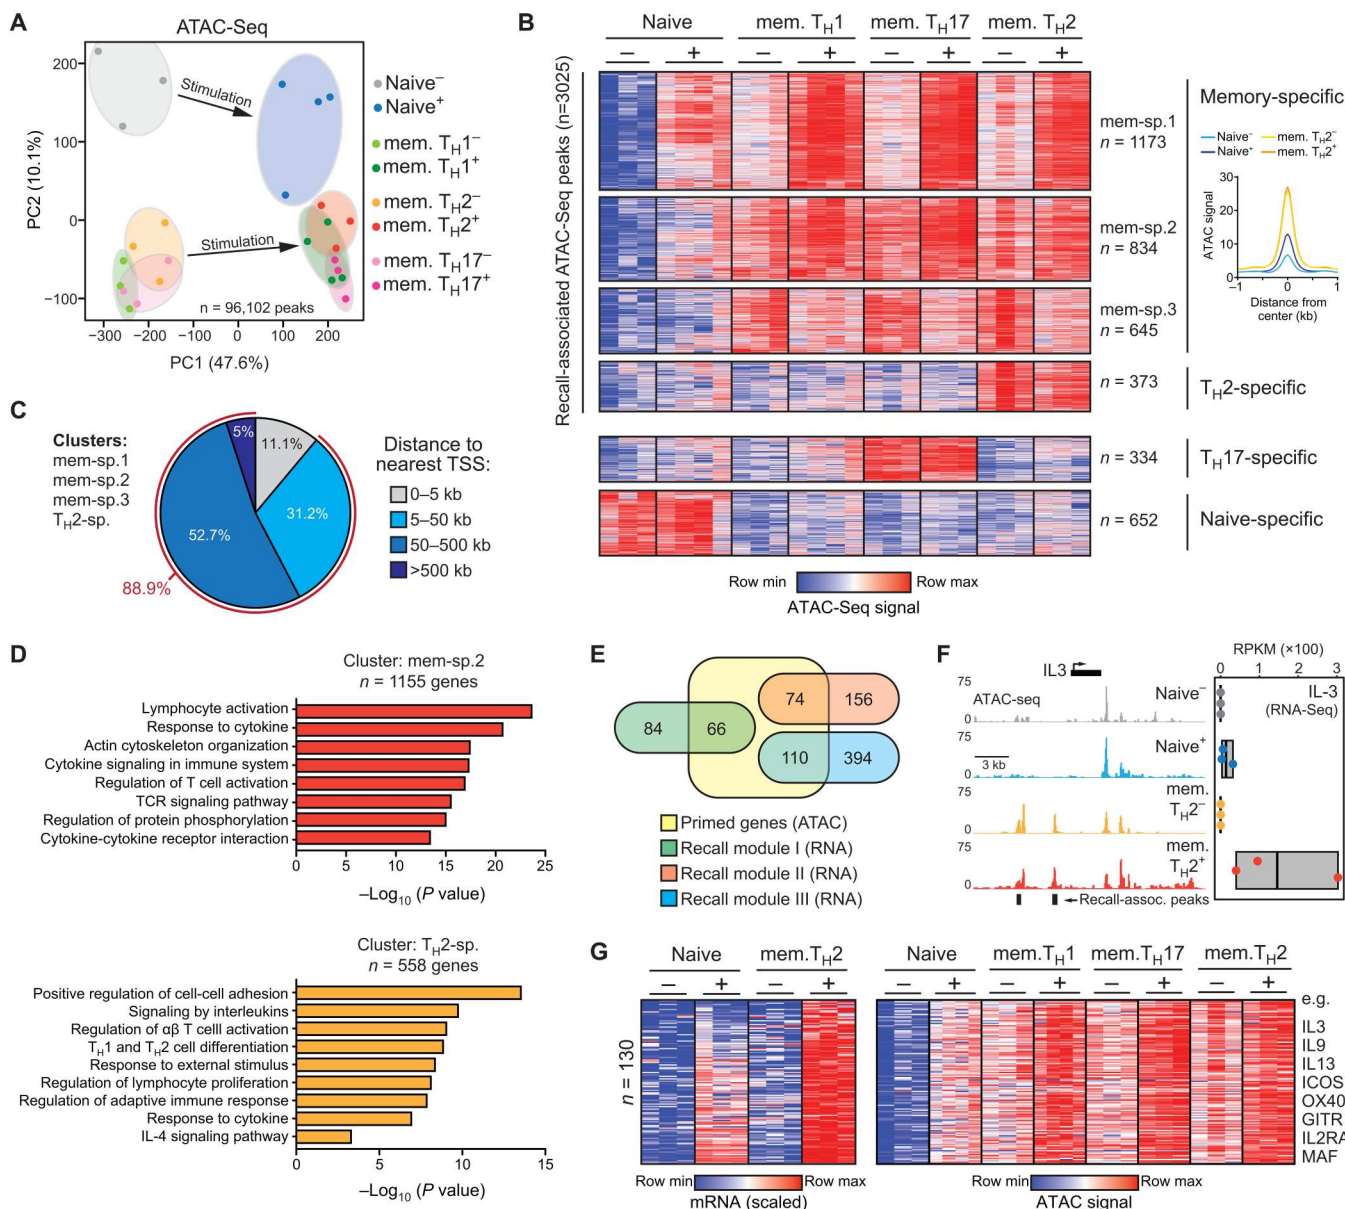 A
ATAC-Seq
200
100
0
−100
PC2 (10.1%)
−300
−200
−100
0
100
200
PC1 (47.6%)
Stimulation
Stimulation
n = 96,102 peaks
Naive−
Naive+
mem. TH1−
mem. TH1+
mem. TH2−
mem. TH2+
mem. TH17−
mem. TH17+
B
Naive
mem. TH1
mem. TH17
mem. TH2
− + − + − + − +
Recall-associated ATAC-Seq peaks (n=3025)
mem-sp.1
n = 1173
mem-sp.2
n = 834
mem-sp.3
n = 645
n = 373
n = 334
n = 652
Memory-specific
TH2-specific
TH17-specific
Naive-specific
Naive− mem. TH2−
Naive+ mem. TH2+
ATAC signal
30
20
10
0
−1 0 1
Distance from
center (kb)
Row min Row max
ATAC-Seq signal
C
Clusters:
mem-sp.1
mem-sp.2
mem-sp.3
TH2-sp.
5%
11.1%
31.2%
52.7%
88.9%
Distance to
nearest TSS:
0–5 kb
5–50 kb
50–500 kb
>500 kb
D
Cluster: mem-sp.2
n = 1155 genes
Lymphocyte activation
Response to cytokine
Actin cytoskeleton organization
Cytokine signaling in immune system
Regulation of T cell activation
TCR signaling pathway
Regulation of protein phosphorylation
Cytokine-cytokine receptor interaction
0 5 10 15 20 25
–Log10 (P value)
Cluster: TH2-sp.
n = 558 genes
Positive regulation of cell-cell adhesion
Signaling by interleukins
Regulation of αβ T celll activation
TH1 and TH2 cell differentiation
Response to external stimulus
Regulation of lymphocyte proliferation
Regulation of adaptive immune response
Response to cytokine
IL-4 signaling pathway
0 5 10 15
–Log10 (P value)
E
84
66
74
156
110
394
Primed genes (ATAC)
Recall module I (RNA)
Recall module II (RNA)
Recall module III (RNA)
F
IL3
ATAC-seq
75
0
Naive−
75
0
Naive+
3 kb
75
0
mem.
TH2−
75
0
mem.
TH2+
Recall-assoc. peaks
RPKM (×100)
0 1 2 3
IL-3
(RNA-Seq)
G
Naive
mem.TH2
− + − +
n = 130
Row min Row max
mRNA (scaled)
Naive
mem.TH1
mem.TH17
mem.TH2
− + − + − + − +
e.g.
IL3
IL9
IL13
ICOS
OX40
GITR
IL2RA
MAF
Row min Row max
ATAC signal